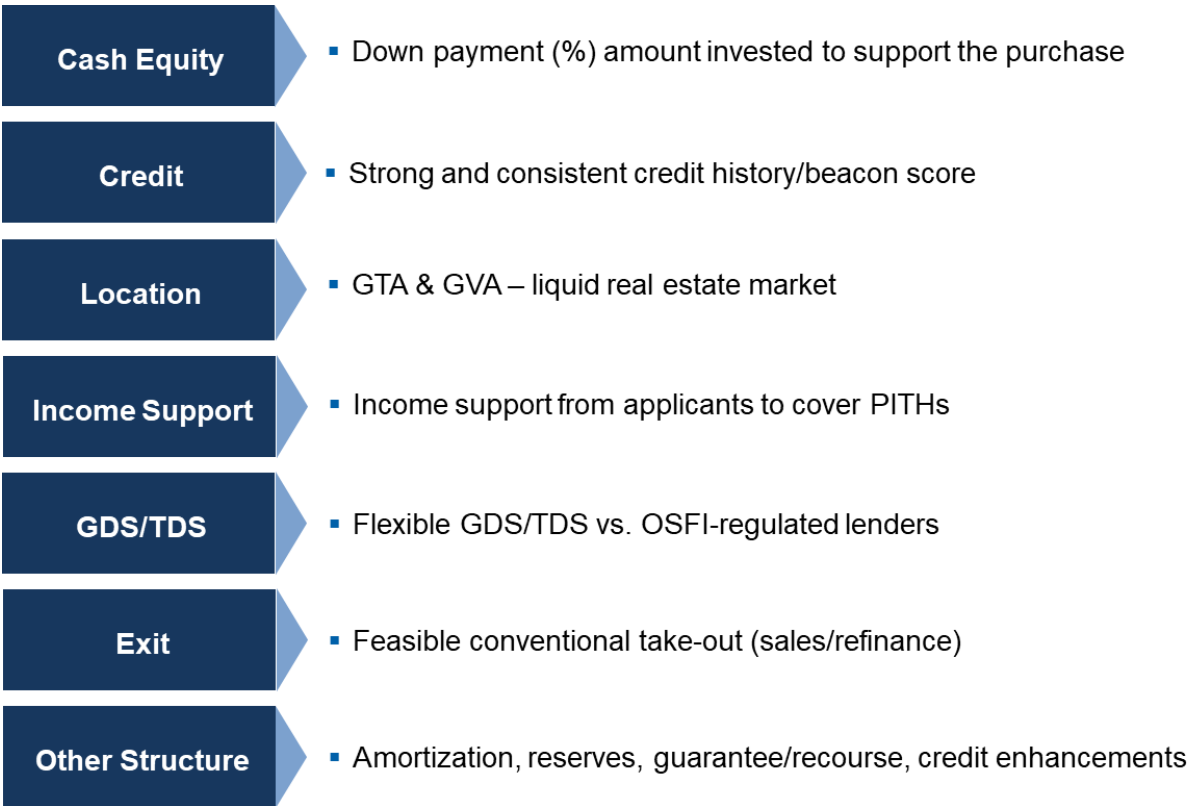 Cash Equity
▪ Down payment (%) amount invested to support the purchase
Credit
▪ Strong and consistent credit history/beacon score
Location
▪ GTA & GVA – liquid real estate market
Income Support
▪ Income support from applicants to cover PITHs
GDS/TDS
▪ Flexible GDS/TDS vs. OSFI-regulated lenders
Exit
▪ Feasible conventional take-out (sales/refinance)
Other Structure
▪ Amortization, reserves, guarantee/recourse, credit enhancements